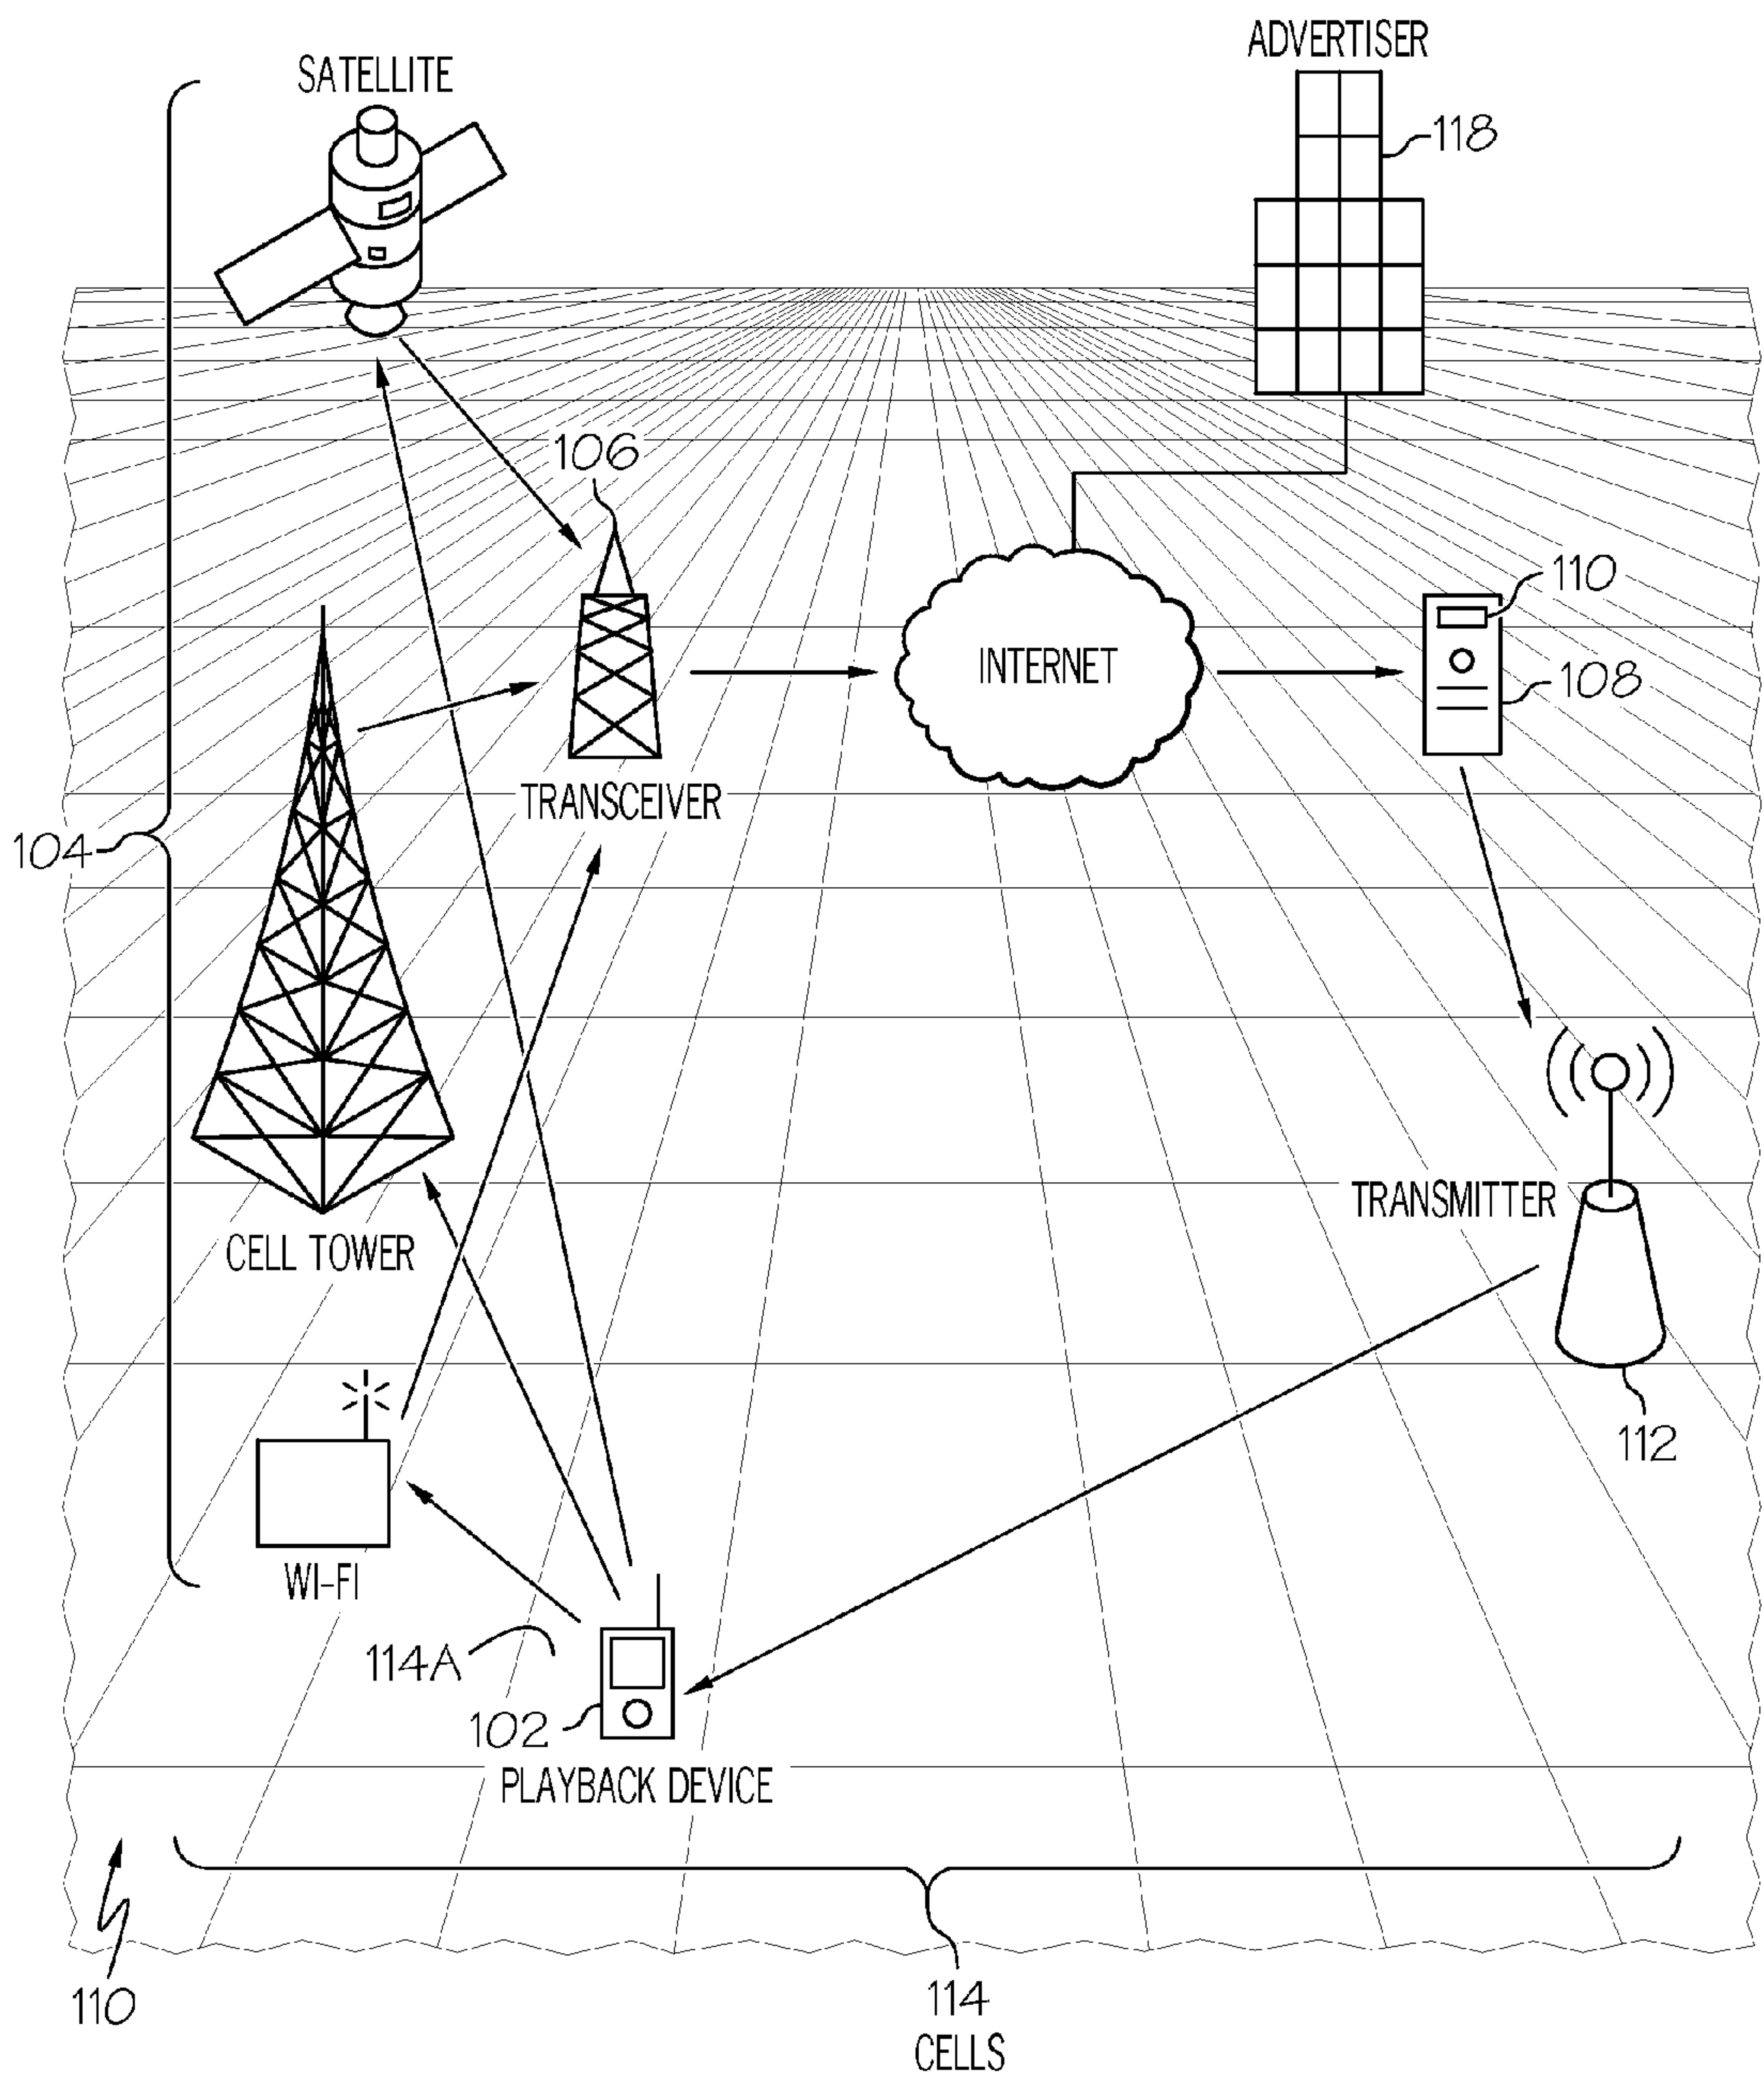 ADVERTISER
SATELLITE
118
106
110
INTERNET
108
TRANSCEIVER
104
TRANSMITTER
CELL TOWER
112
WI-FI
114A
102
PLAYBACK DEVICE
110
114
CELLS